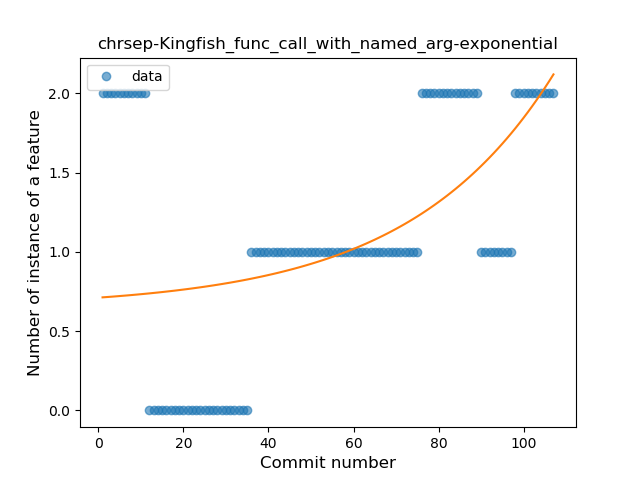 chrsep-Kingfish_func_call_with_named_arg-exponential
data
Number of instance of a feature
2.0
1.5
1.0
0.5
0.0
0
20
40
60
80
100
Commit number